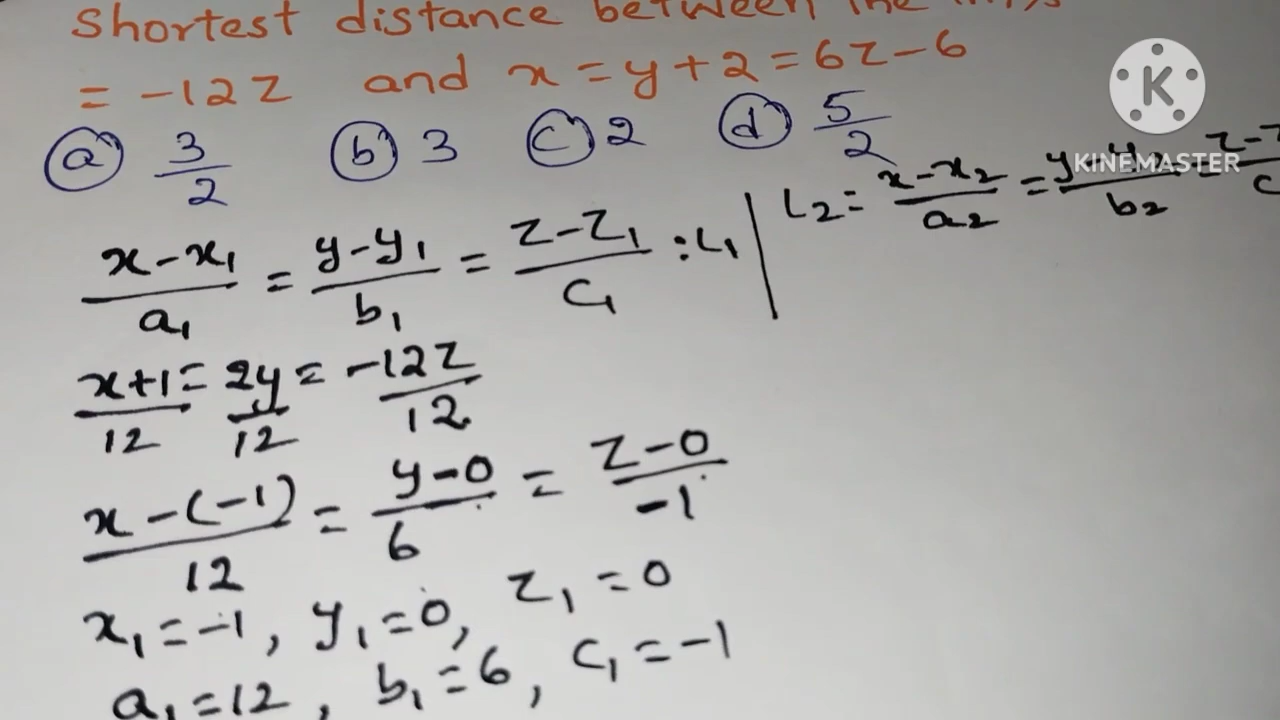 Shortest distance between the
= -12z and x = y + 2 = 6z - 6
(a) 3/2 (b) 3 (c) 2 (d) 5/2
KINEMASTER
(x - x₁)/a₁ = (y - y₁)/b₁ = (z - z₁)/c₁ : L₁ | L₂ = (x - x₂)/a₂ = (y - y₂)/b₂ = z -
(x + 1)/12 = 2y/12 = -12z/12
(x - (-1))/12 = (y - 0)/6 = (z - 0)/-1
x₁ = -1, y₁ = 0, z₁ = 0
a₁ = 12, b₁ = 6, c₁ = -1